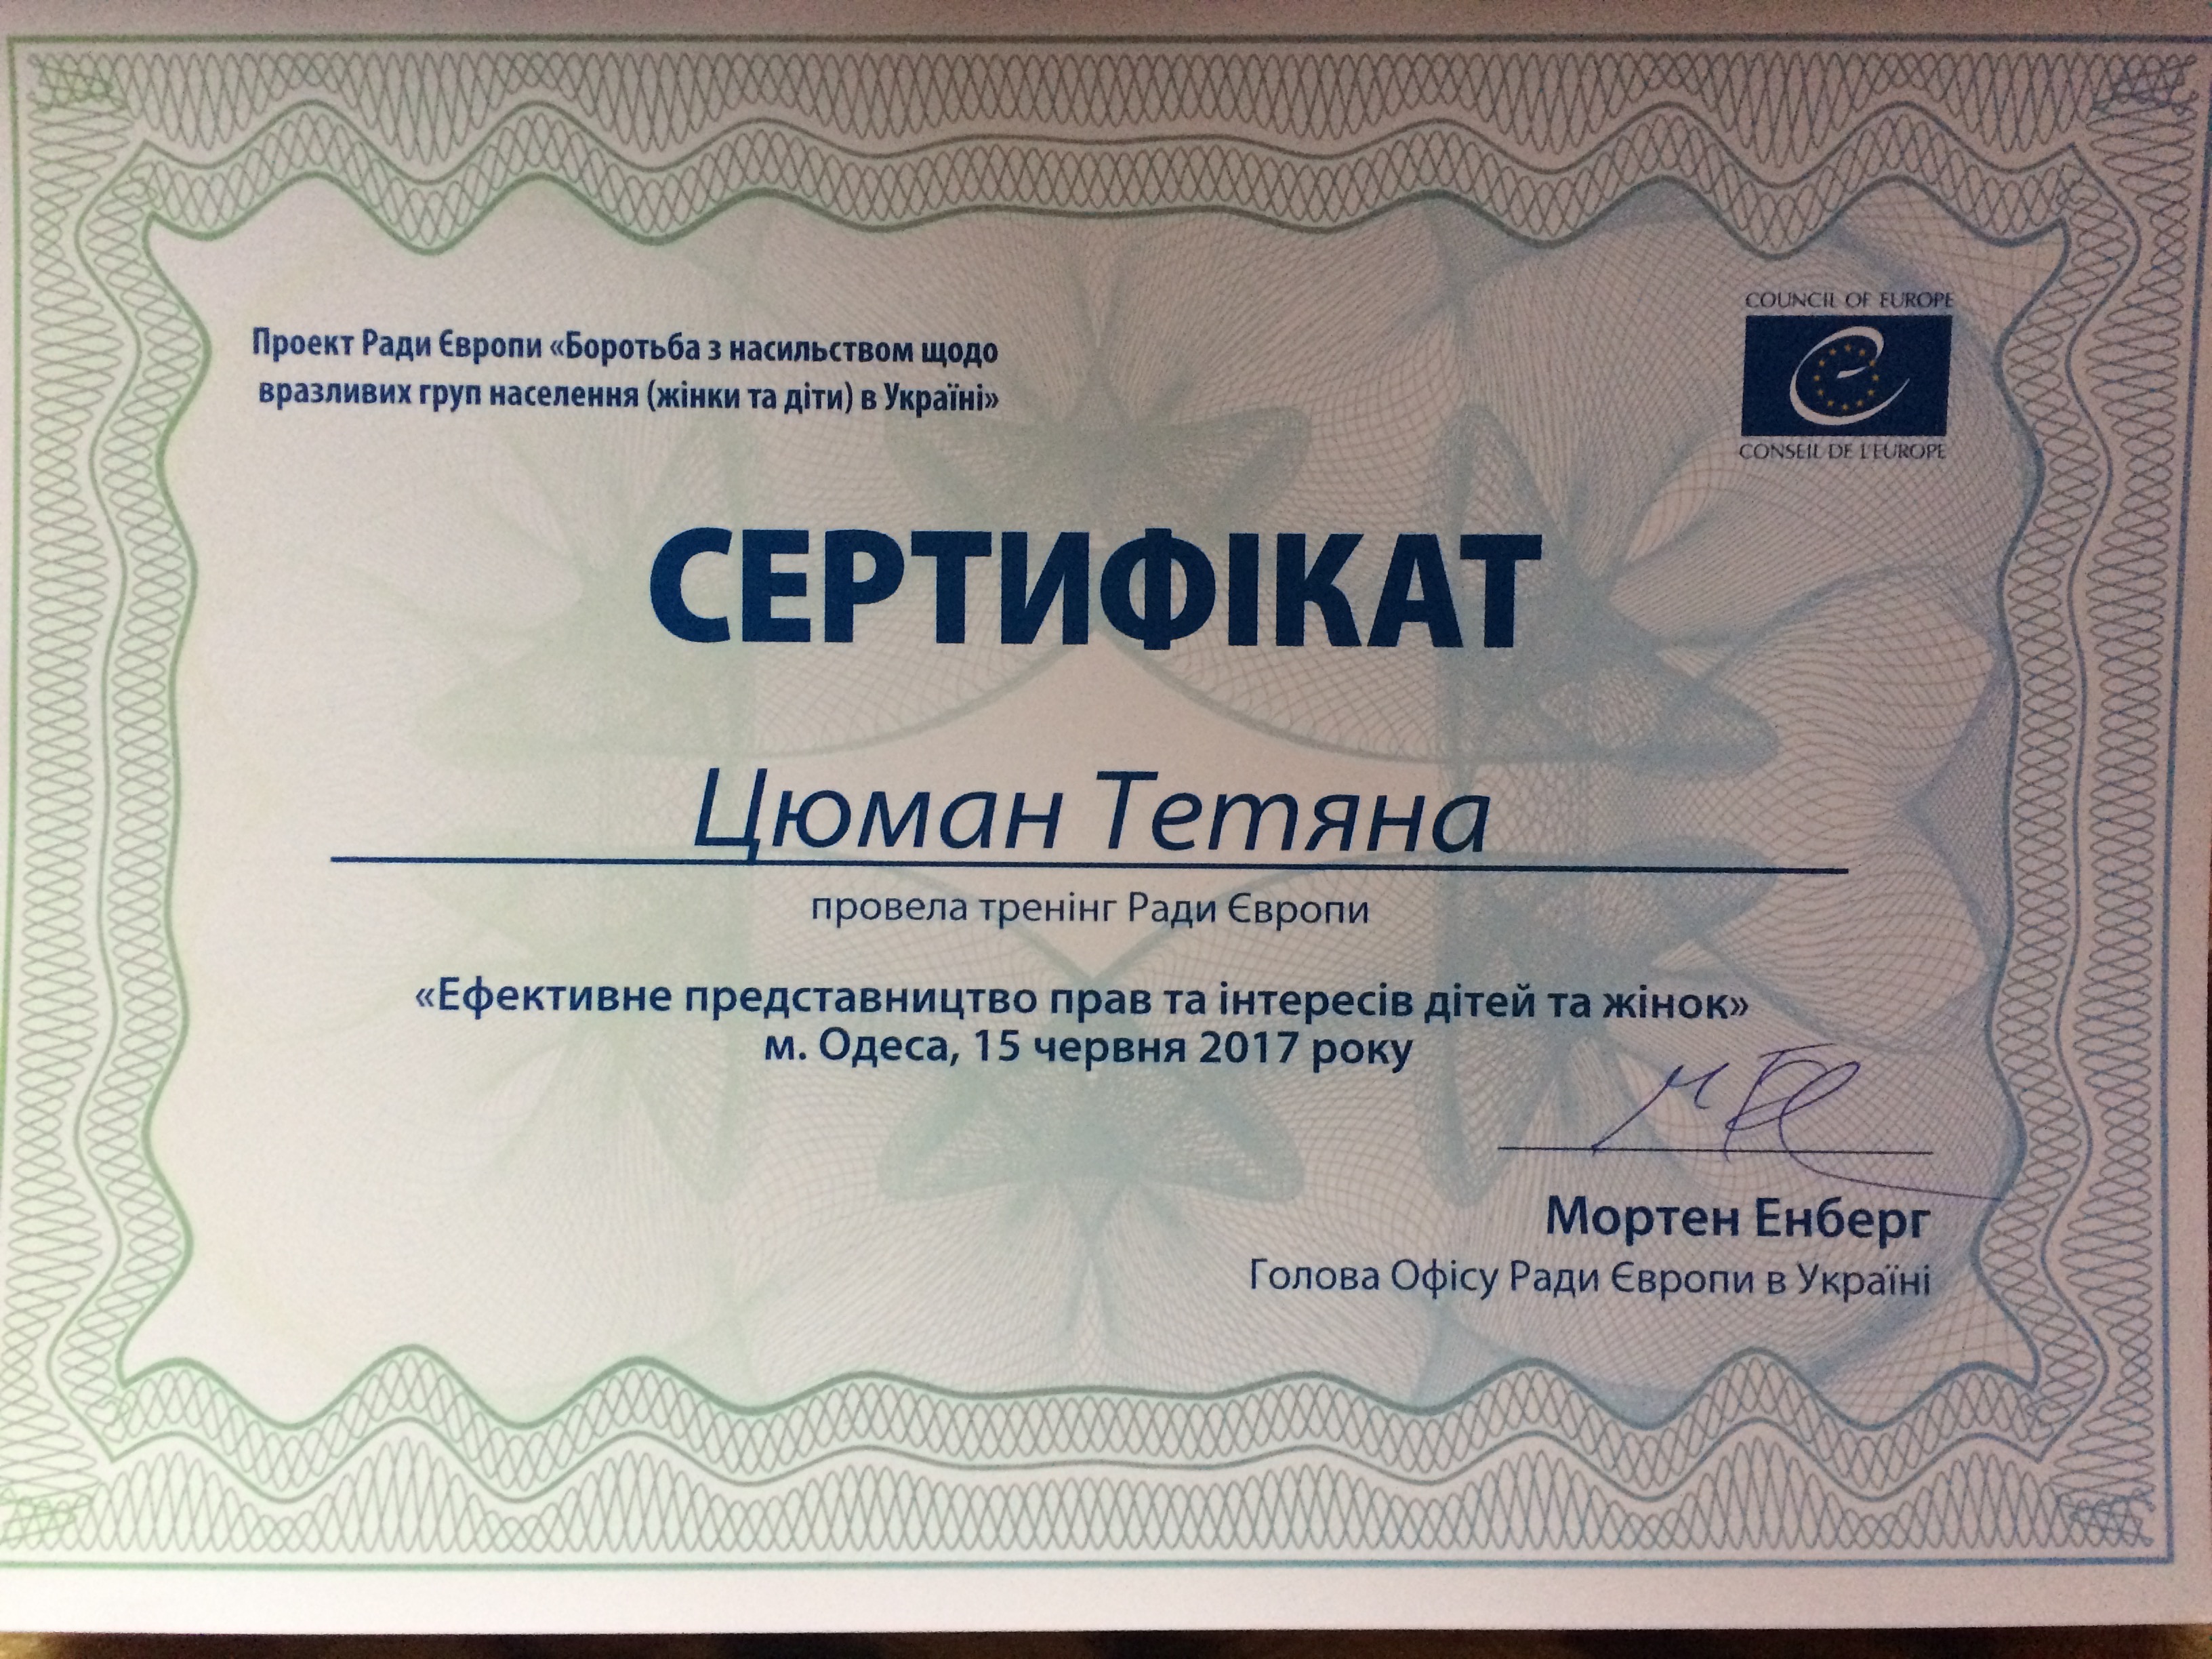 Проект Ради Європи «Боротьба з насильством щодо
вразливих груп населення (жінки та діти) в Україні»
COUNCIL OF EUROPE
CONSEIL DE L'EUROPE
СЕРТИФІКАТ
Цюман Тетяна
провела тренінг Ради Європи
«Ефективне представництво прав та інтересів дітей та жінок»
м. Одеса, 15 червня 2017 року
Мортен Енберг
Голова Офісу Ради Європи в Україні